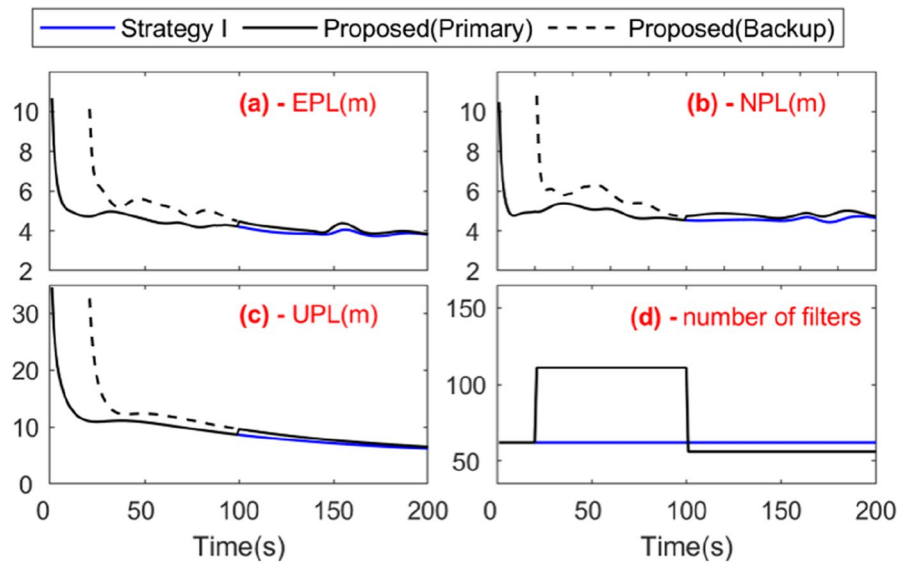 Strategy I Proposed(Primary) Proposed(Backup)
(a) - EPL(m)
10
8
6
4
2
(b) - NPL(m)
10
8
6
4
2
(c) - UPL(m)
30
20
10
0
0 50 100 150 200
Time(s)
(d) - number of filters
150
100
50
0 50 100 150 200
Time(s)